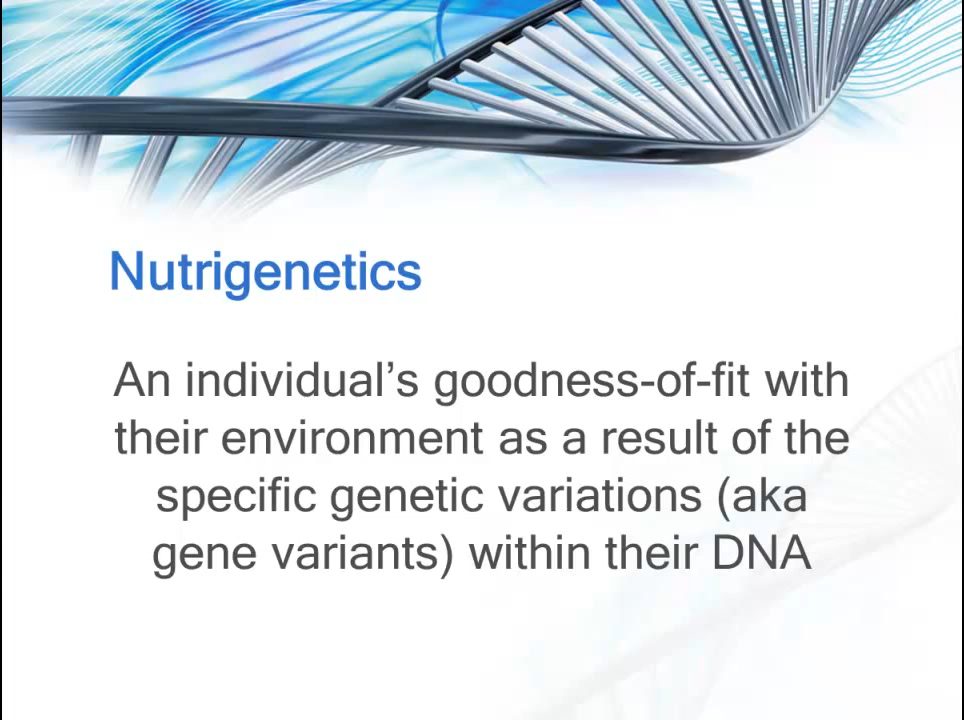 Nutrigenetics
An individual’s goodness-of-fit with
their environment as a result of the
specific genetic variations (aka
gene variants) within their DNA